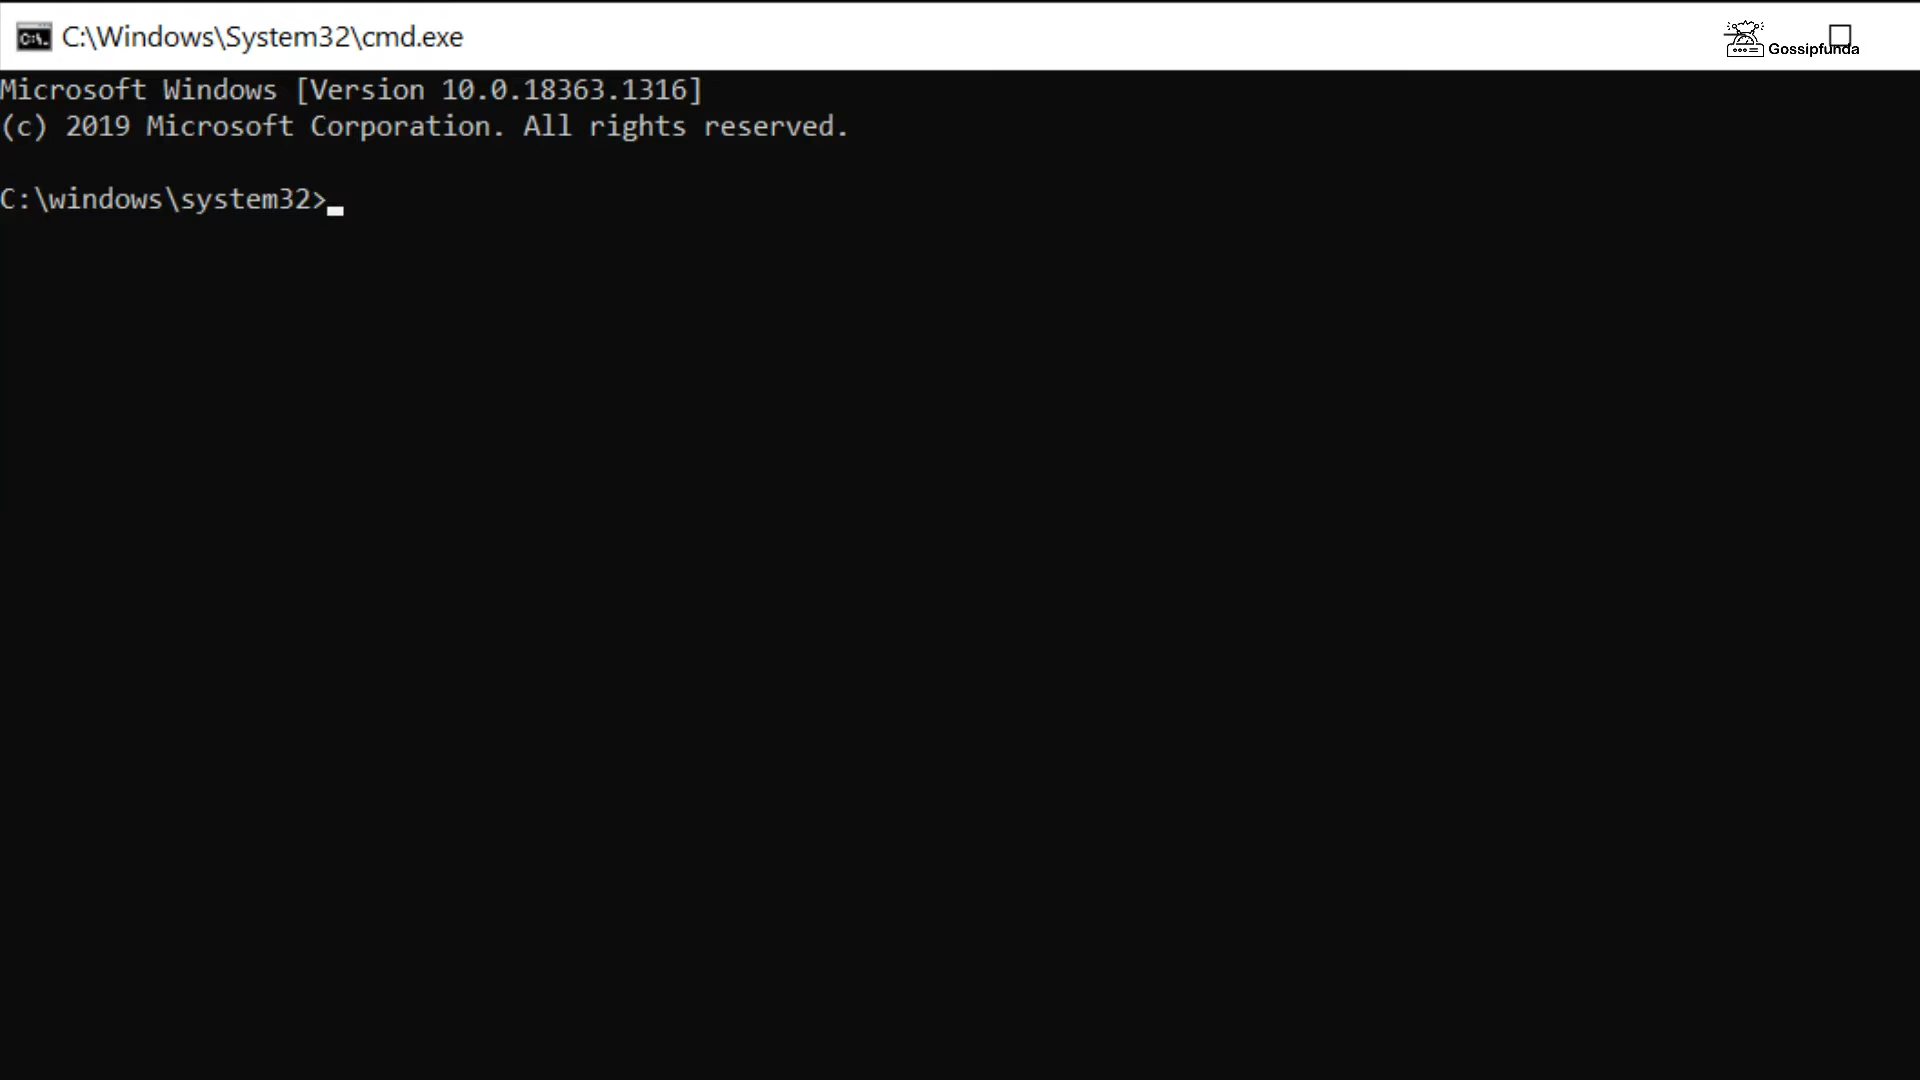 C:\Windows\System32\cmd.exe
Gossipfunda
Microsoft Windows [Version 10.0.18363.1316]
(c) 2019 Microsoft Corporation. All rights reserved.
C:\windows\system32>